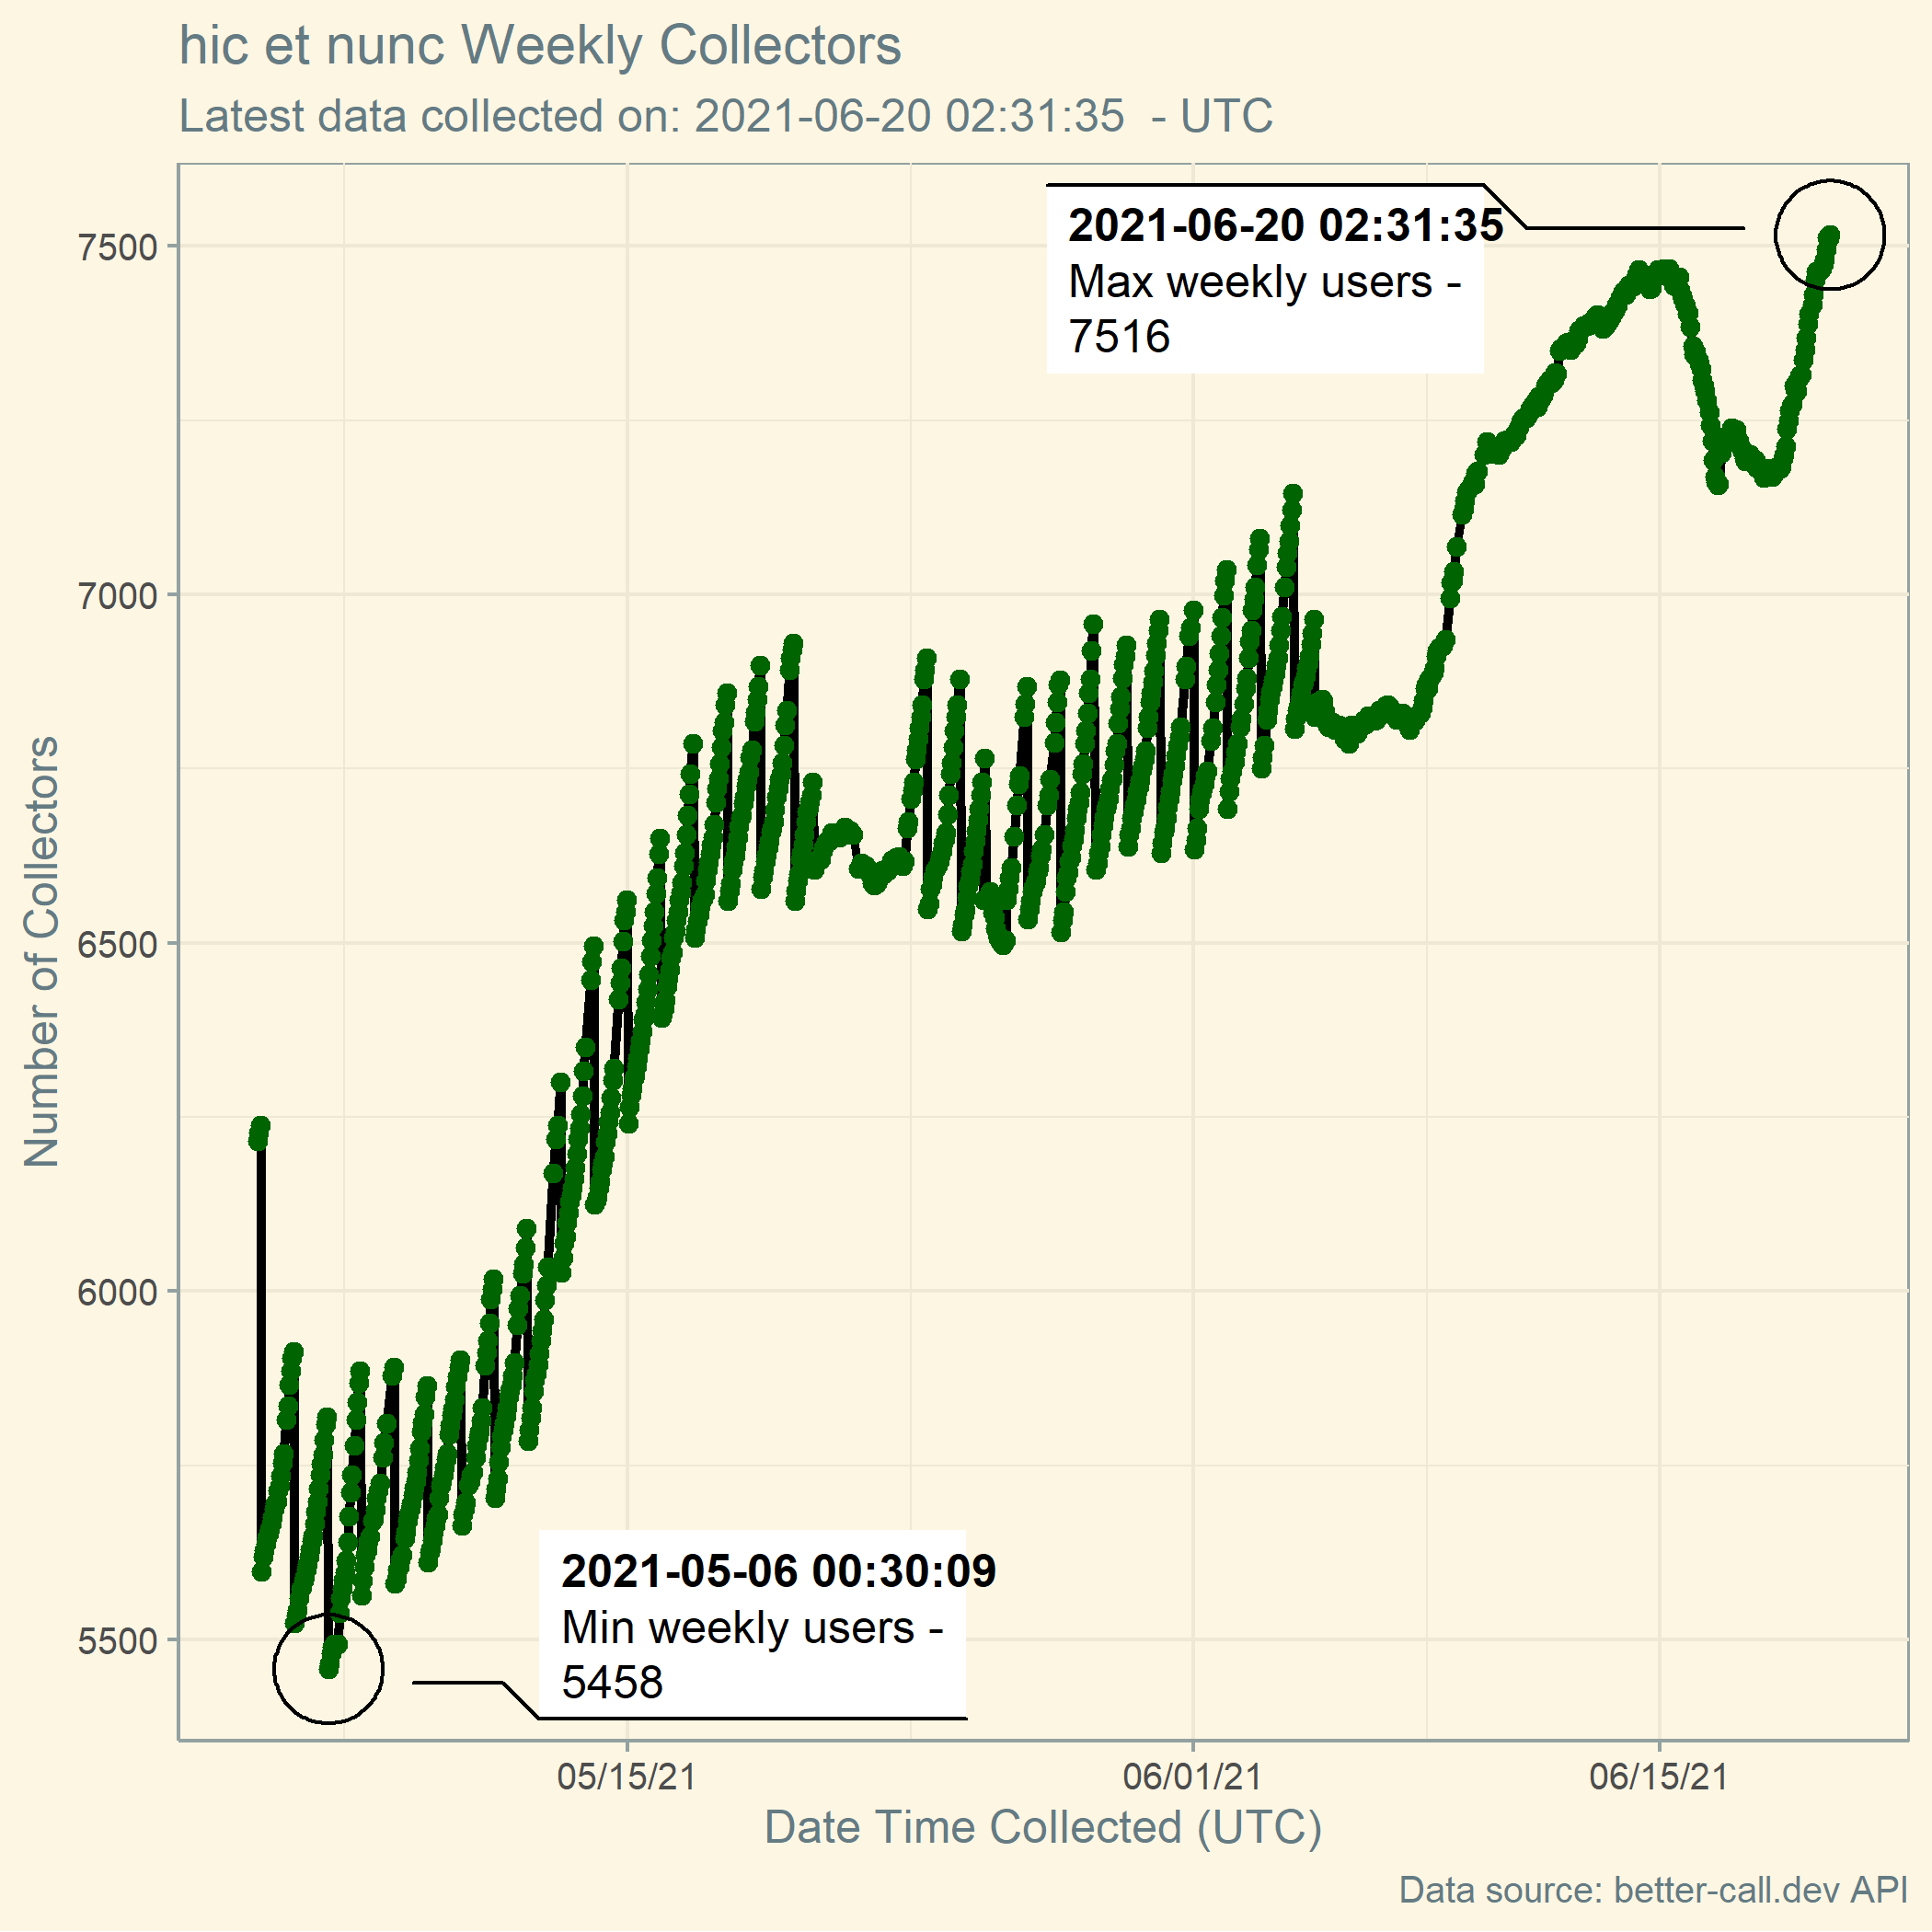 hic et nunc Weekly Collectors
Latest data collected on: 2021-06-20 02:31:35  - UTC
2021-06-20 02:31:35
Max weekly users -
7516
7500
7000
6500
6000
5500
Number of Collectors
2021-05-06 00:30:09
Min weekly users -
5458
05/15/21
06/01/21
06/15/21
Date Time Collected (UTC)
Data source: better-call.dev API